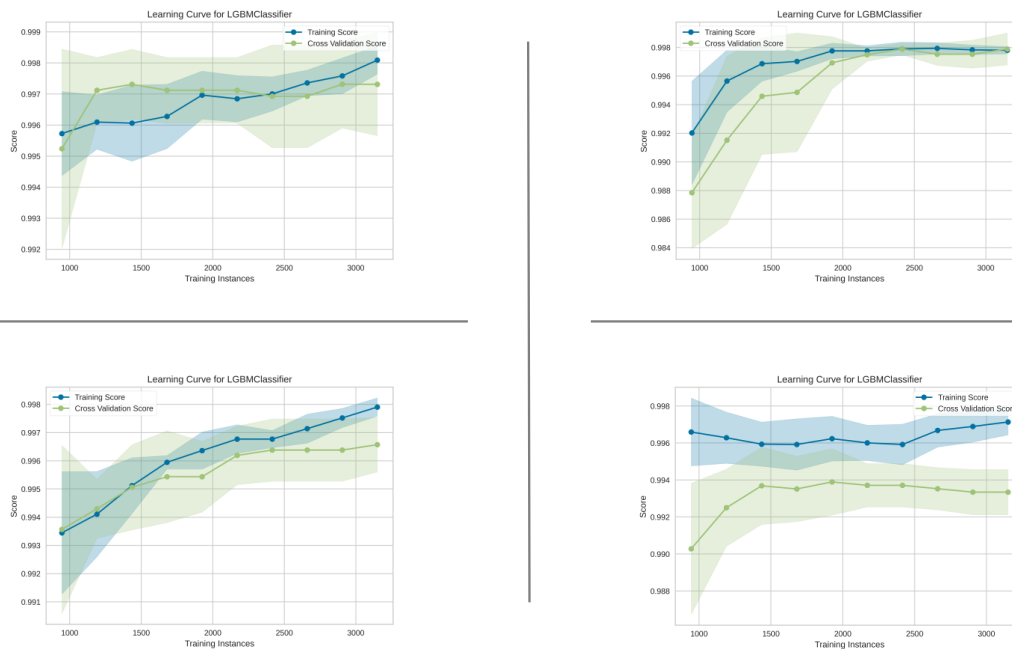 Learning Curve for LGBMClassifier
Training Score
Cross Validation Score
0.999
0.998
0.997
0.996
0.995
0.994
0.993
0.992
Score
1000 1500 2000 2500 3000
Training Instances
Learning Curve for LGBMClassifier
Training Score
Cross Validation Score
0.998
0.996
0.994
0.992
0.990
0.988
0.986
0.984
Score
1000 1500 2000 2500 3000
Training Instances
Learning Curve for LGBMClassifier
Training Score
Cross Validation Score
0.998
0.997
0.996
0.995
0.994
0.993
0.992
0.991
Score
1000 1500 2000 2500 3000
Training Instances
Learning Curve for LGBMClassifier
Training Score
Cross Validation Scor
0.998
0.996
0.994
0.992
0.990
0.988
Score
1000 1500 2000 2500 3000
Training Instances